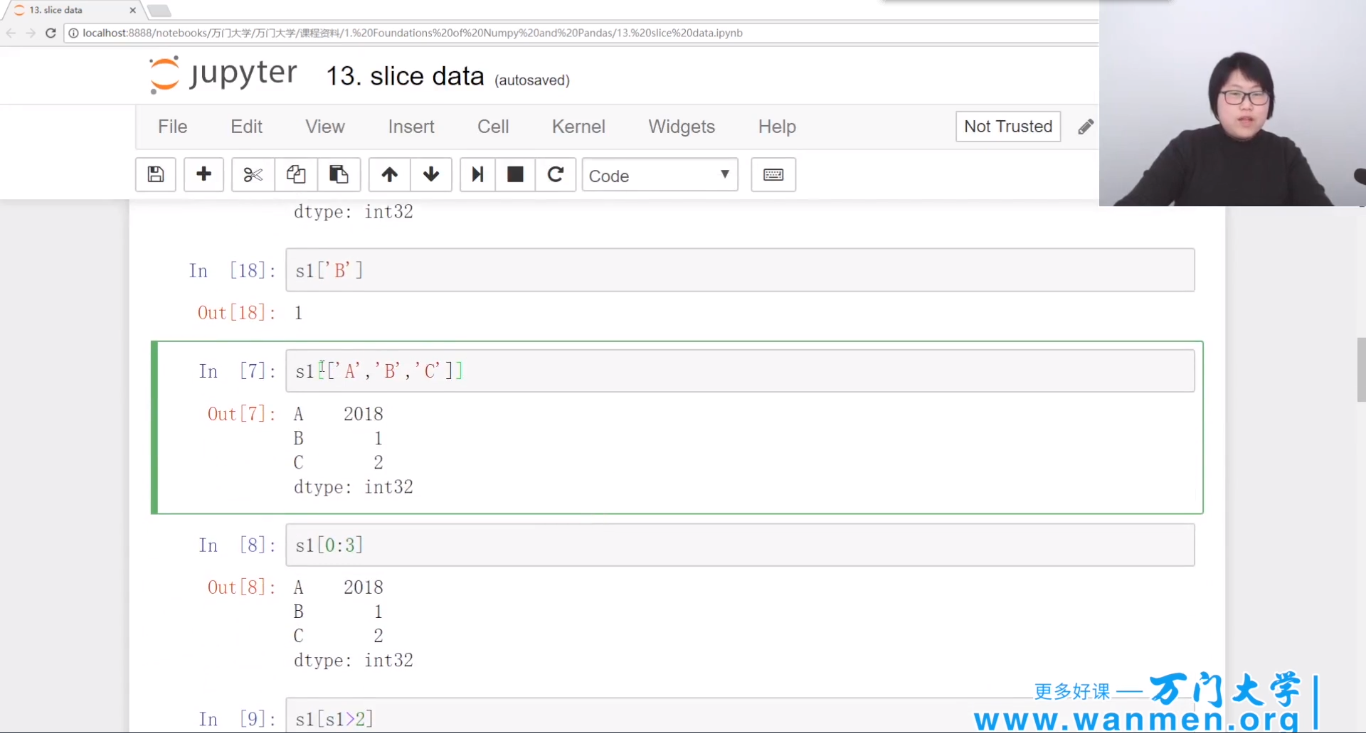 13. slice data
localhost:8888/notebooks/万门大学/万门大学/课程资料/1.%20Foundations%20of%20Numpy%20and%20Pandas/13.%20slice%20data.ipynb
jupyter 13. slice data (autosaved)
File Edit View Insert Cell Kernel Widgets Help Not Trusted
Code
dtype: int32
In [18]: s1['B']
Out[18]: 1
In [7]: s1[['A','B','C']]
Out[7]: A 2018
B 1
C 2
dtype: int32
In [8]: s1[0:3]
Out[8]: A 2018
B 1
C 2
dtype: int32
更多好课 — 万门大学
In [9]: s1[s1>2]
www.wanmen.org